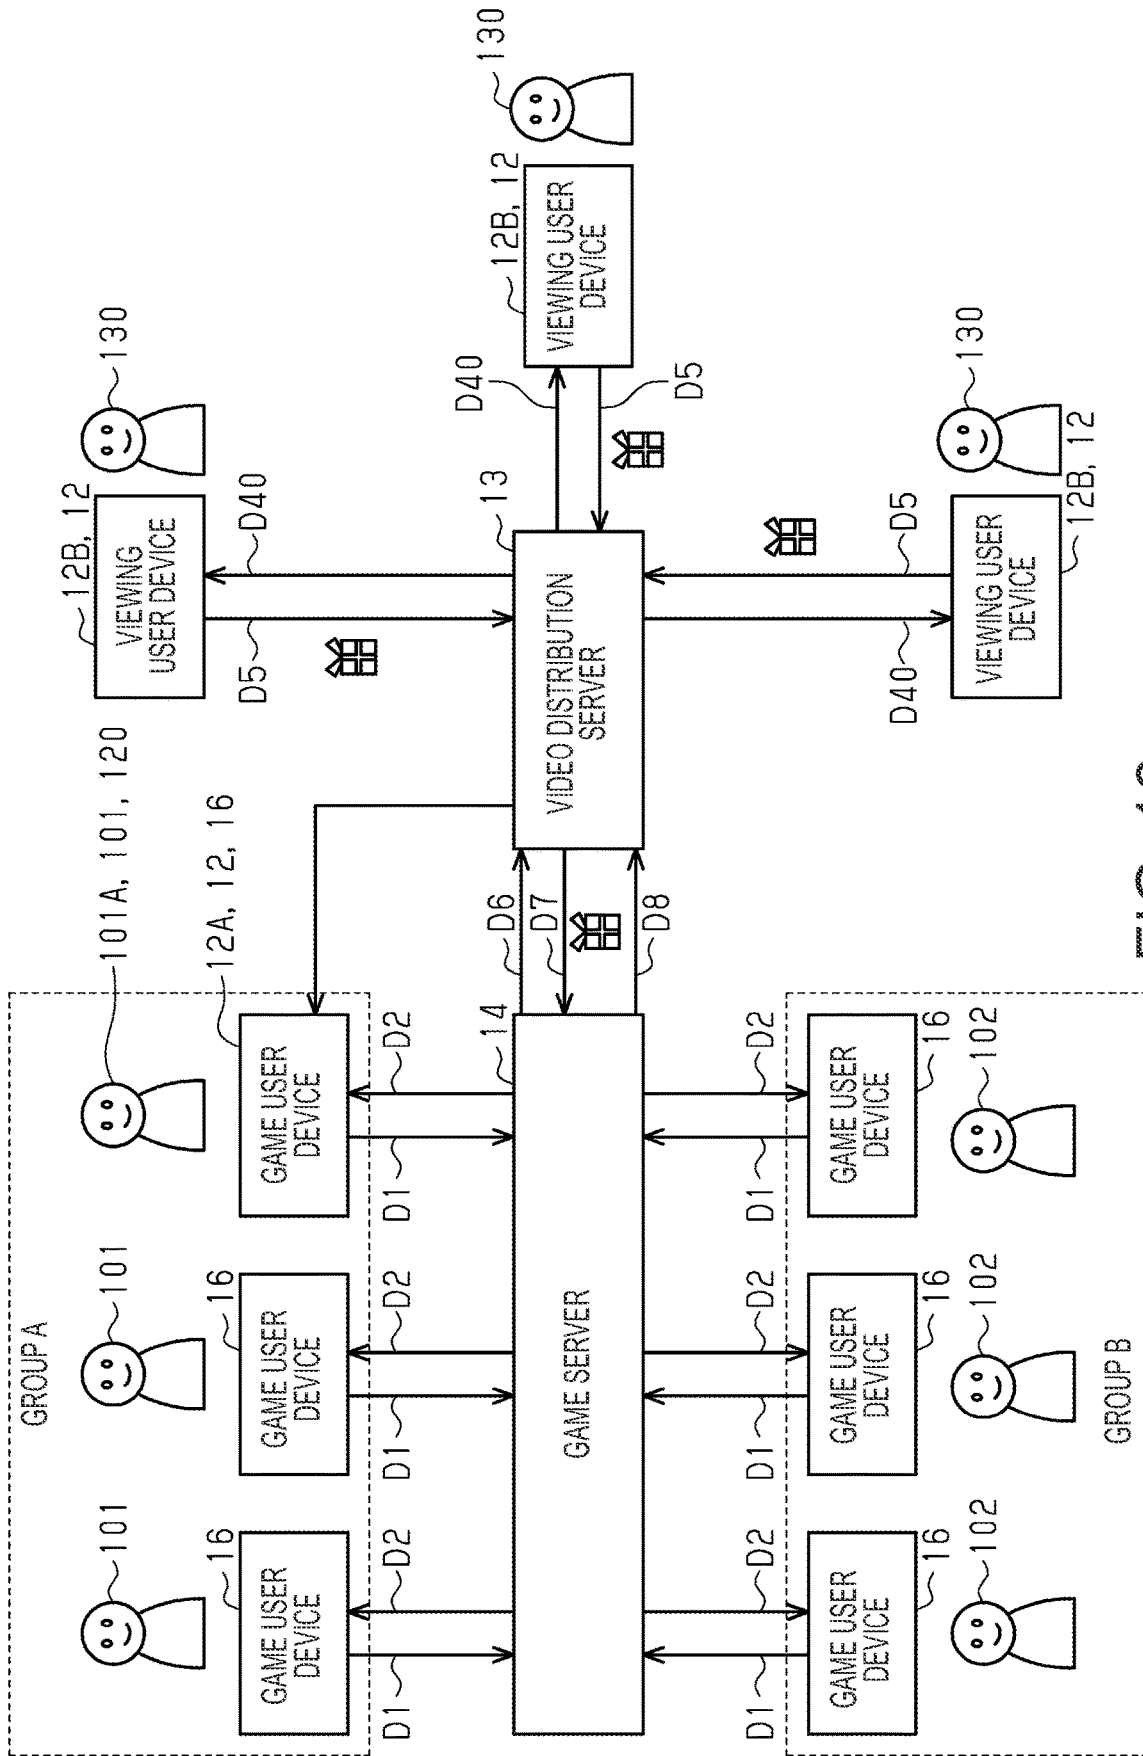 GROUP A
101
101
101A, 101, 120
12B, 12
130
16
16
12A, 12, 16
VIEWING
USER DEVICE
GAME USER
DEVICE
GAME USER
DEVICE
GAME USER
DEVICE
D5
D40
D1
D2
D1
D2
D1
D2
14
D6
13
D40
12B, 12
130
GAME SERVER
D7
VIDEO DISTRIBUTION
SERVER
VIEWING USER
DEVICE
D8
D5
D1
D2
D1
D2
D1
D2
D40
D5
GAME USER
DEVICE
16
GAME USER
DEVICE
16
GAME USER
DEVICE
16
VIEWING USER
DEVICE
130
102
102
102
12B, 12
GROUP B